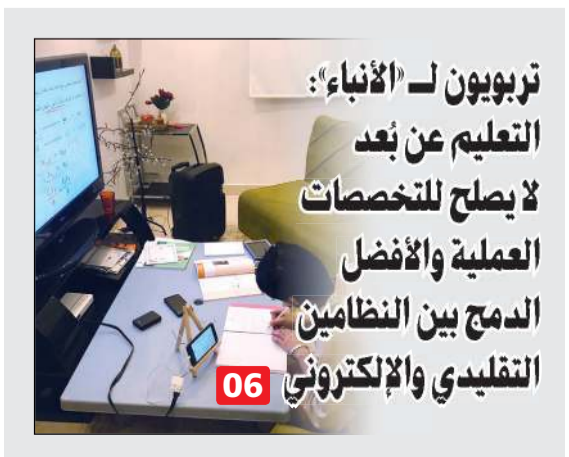 تربويون لـ «الأنباء»:
التعليم عن بُعد
لا يصلح للتخصصات
العملية والأفضل
الدمج بين النظامين
التقليدي والإلكتروني 06